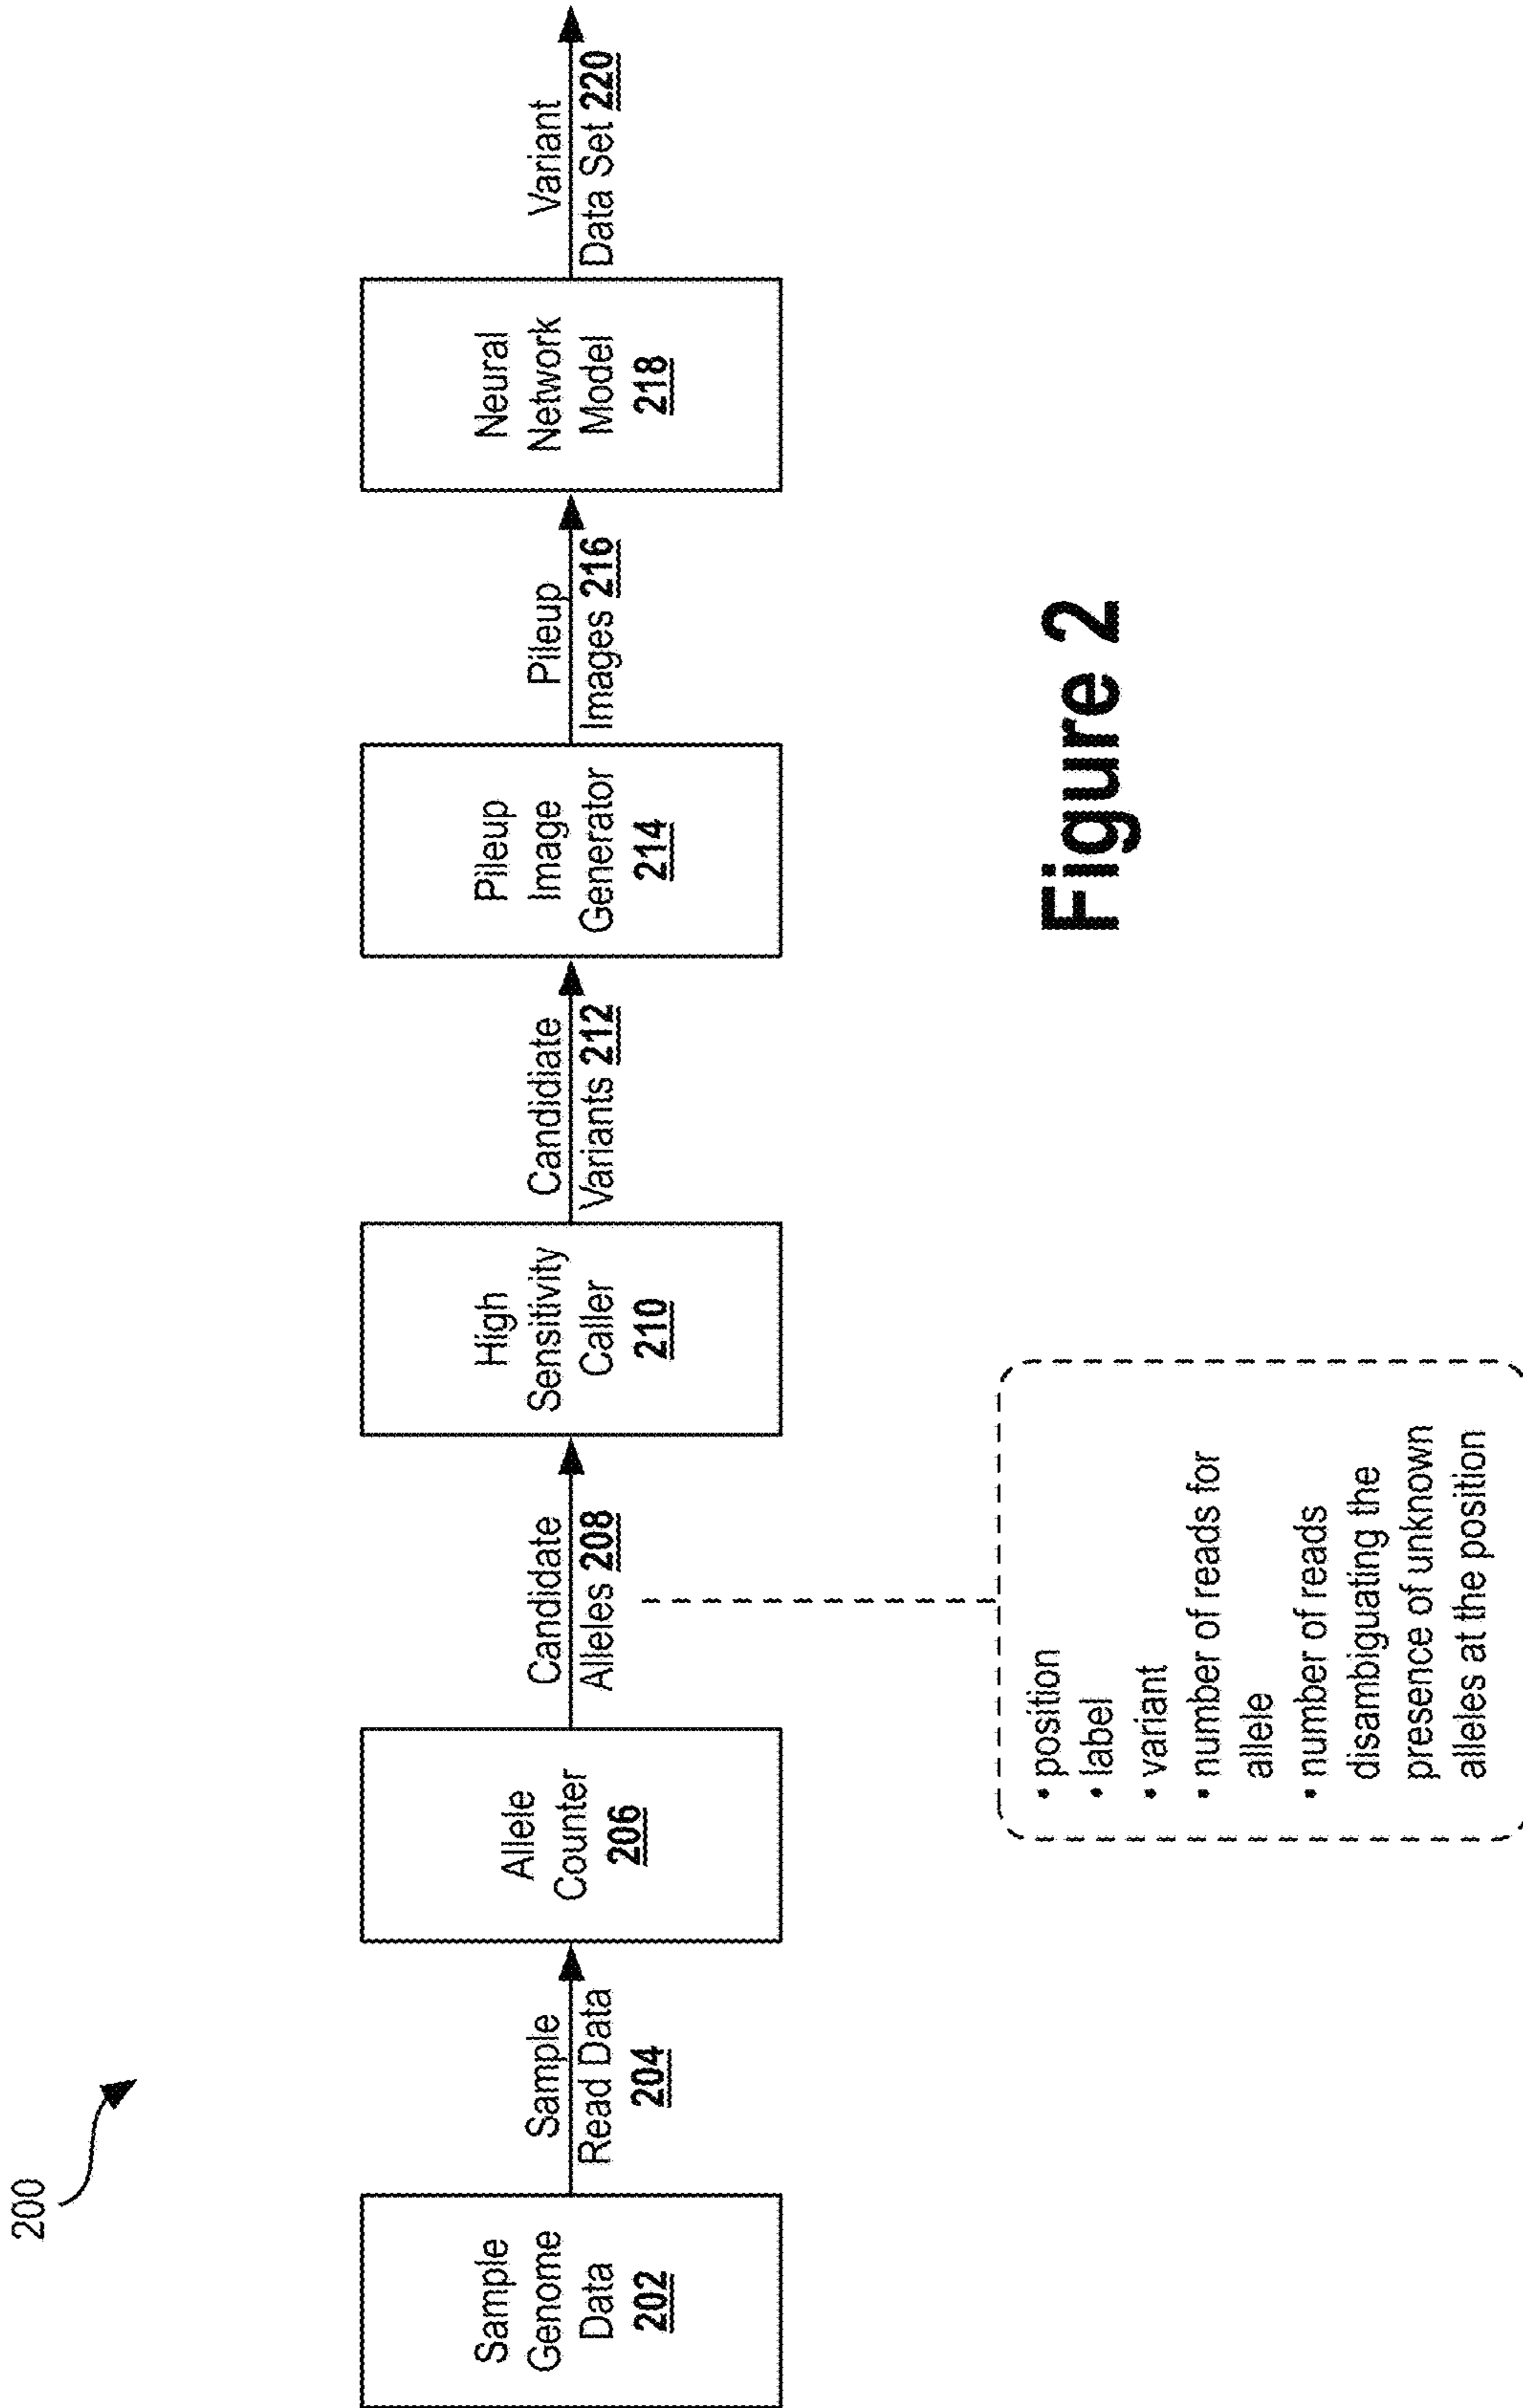 200
Sample
Genome
Data
202
Sample
Read Data
204
Allele
Counter
206
Candidate
Alleles 208
High
Sensitivity
Caller
210
Candidiate
Variants 212
Pileup
Image
Generator
214
Pileup
Images 216
Neural
Network
Model
218
Variant
Data Set 220
• position
• label
• variant
• number of reads for
allele
• number of reads
disambiguating the
presence of unknown
alleles at the position
Figure 2